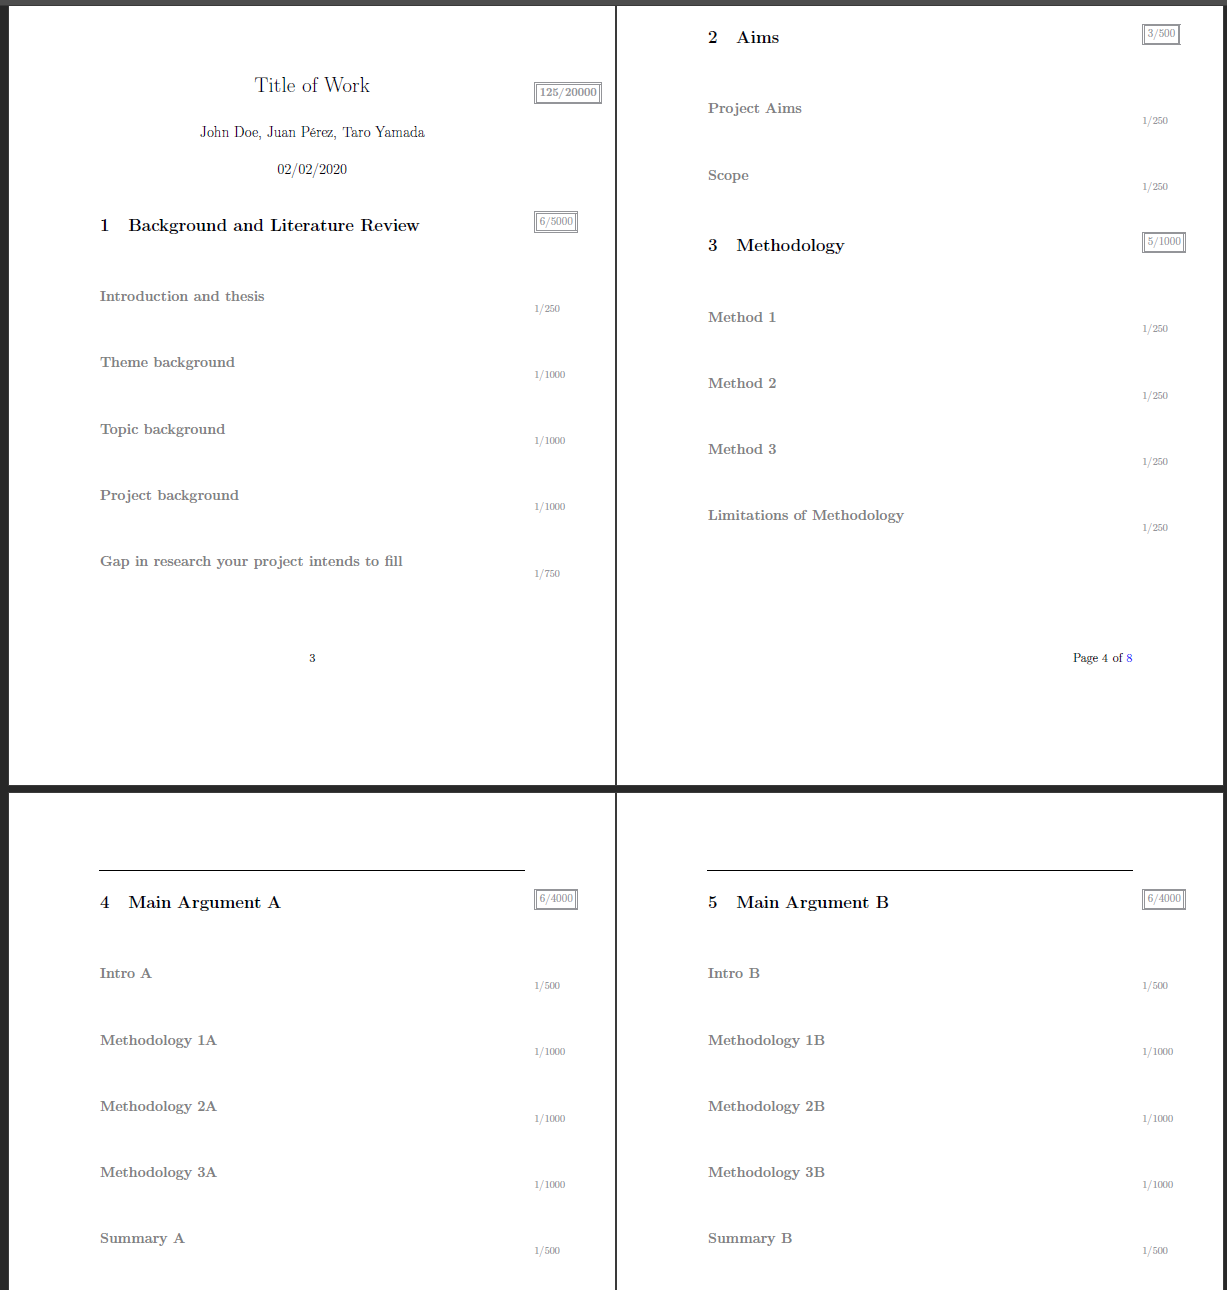 Title of Work
125/20000
John Doe, Juan Pérez, Taro Yamada
02/02/2020
1 Background and Literature Review
6/5000
Introduction and thesis
1/250
Theme background
1/1000
Topic background
1/1000
Project background
1/1000
Gap in research your project intends to fill
1/750
3
2 Aims
3/500
Project Aims
1/250
Scope
1/250
3 Methodology
5/1000
Method 1
1/250
Method 2
1/250
Method 3
1/250
Limitations of Methodology
1/250
Page 4 of 8
4 Main Argument A
6/4000
Intro A
1/500
Methodology 1A
1/1000
Methodology 2A
1/1000
Methodology 3A
1/1000
Summary A
1/500
5 Main Argument B
6/4000
Intro B
1/500
Methodology 1B
1/1000
Methodology 2B
1/1000
Methodology 3B
1/1000
Summary B
1/500